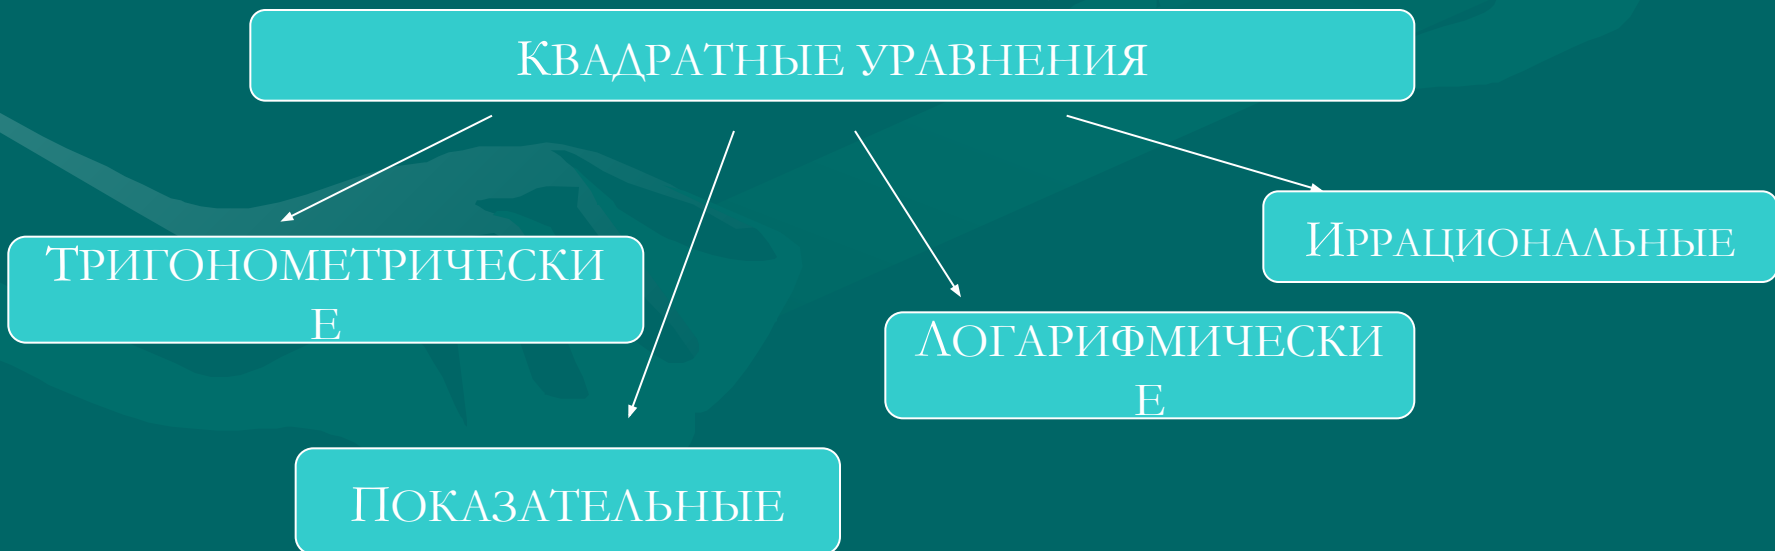 Квадратные уравнения
Тригонометрически
е
Иррациональные
Логарифмически
е
Показательные